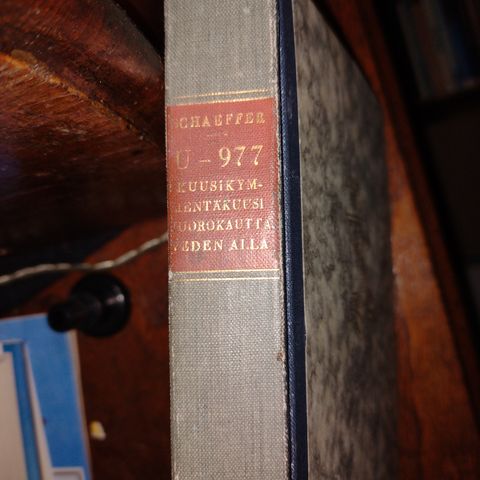 SCHAEFFER
U – 977
KUUSIKYM-
MENTÄKUUSI
VUOROKAUTTA
VEDEN ALLA